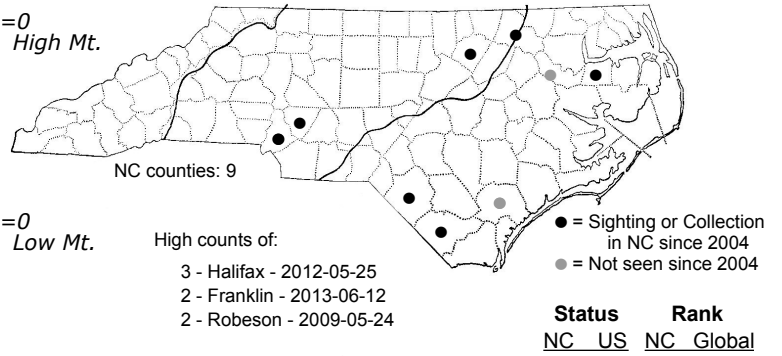 =0
High Mt.
NC counties: 9
=0
Low Mt.
High counts of:
3 - Halifax - 2012-05-25
2 - Franklin - 2013-06-12
2 - Robeson - 2009-05-24
= Sighting or Collection
in NC since 2004
= Not seen since 2004
Status Rank
NC US NC Global